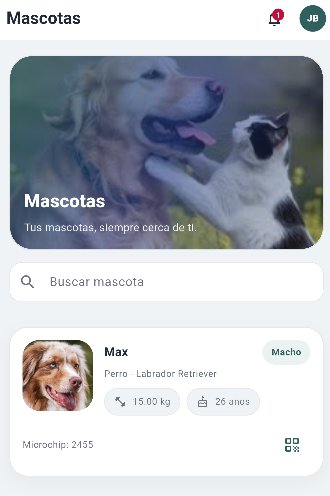 Mascotas
1
JB
Mascotas
Tus mascotas, siempre cerca de ti.
Buscar mascota
Max
Macho
Perro - Labrador Retriever
15.00 kg
26 anos
Microchip: 2455